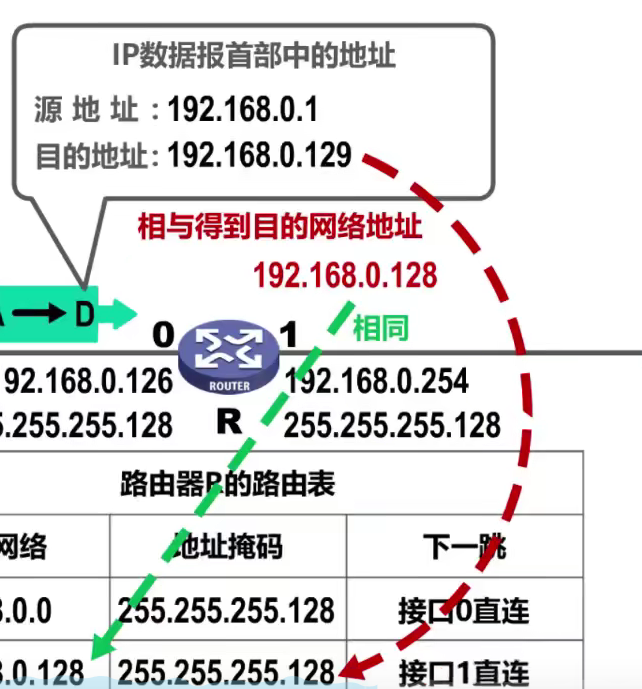 IP数据报首部中的地址
源地址:192.168.0.1
目的地址:192.168.0.129
相与得到目的网络地址
192.168.0.128
D
相同
0 1
ROUTER
92.168.0.126 192.168.0.254
.255.255.128 R 255.255.255.128
路由器R的路由表
网络 地址掩码 下一跳
.0.0 255.255.255.128 接口0直连
.0.128 255.255.255.128 接口1直连